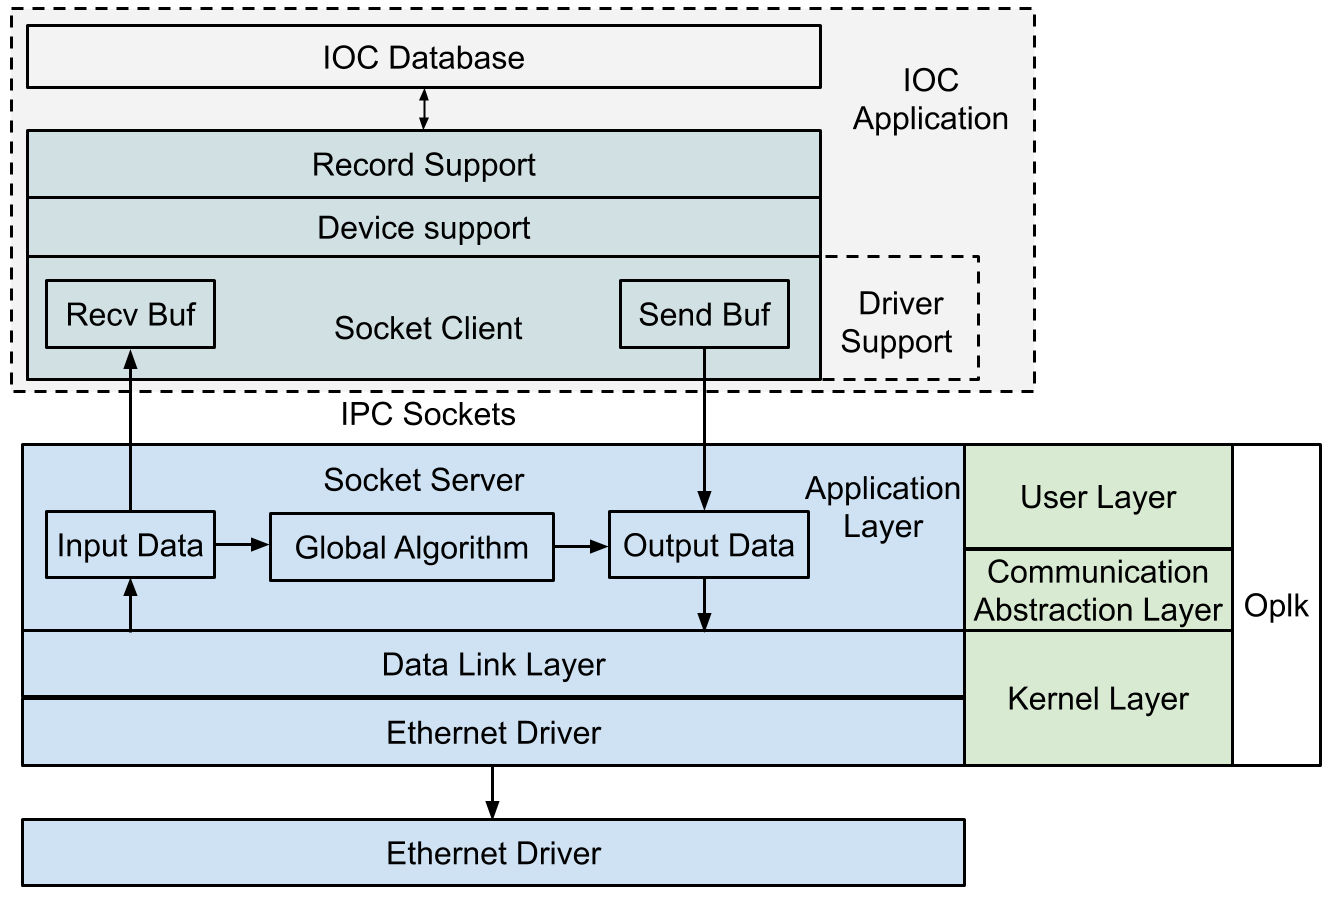 IOC Database
IOC
Application
Record Support
Device support
Recv Buf
Socket Client
Send Buf
Driver
Support
IPC Sockets
Socket Server
Application
Layer
Input Data
Global Algorithm
Output Data
User Layer
Communication
Abstraction Layer
Oplk
Data Link Layer
Kernel Layer
Ethernet Driver
Ethernet Driver